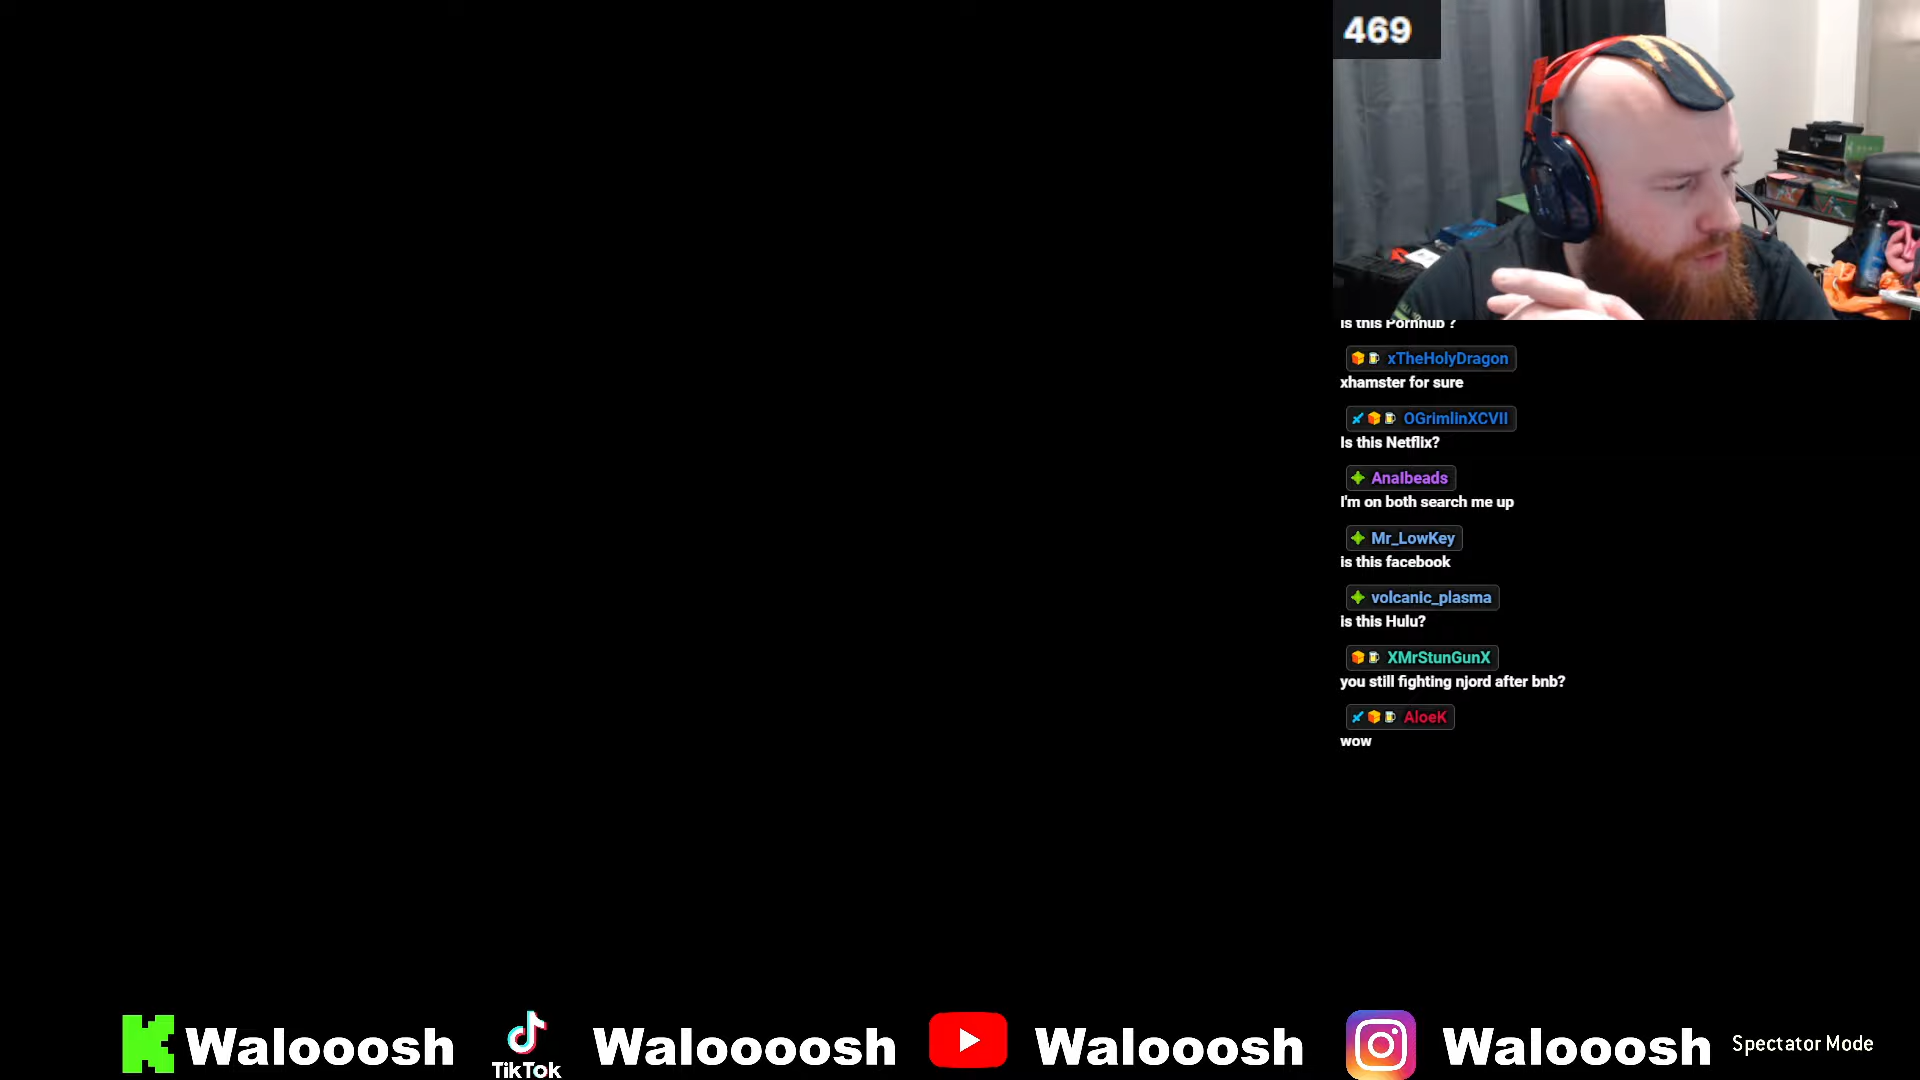 469
Is this Pornhub ?
xTheHolyDragon
xhamster for sure
OGrimlinXCVII
Is this Netflix?
Analbeads
I'm on both search me up
Mr_LowKey
is this facebook
volcanic_plasma
is this Hulu?
XMrStunGunX
you still fighting njord after bnb?
AloeK
wow
Walooosh
TikTok
Waloooosh
Walooosh
Walooosh
Spectator Mode